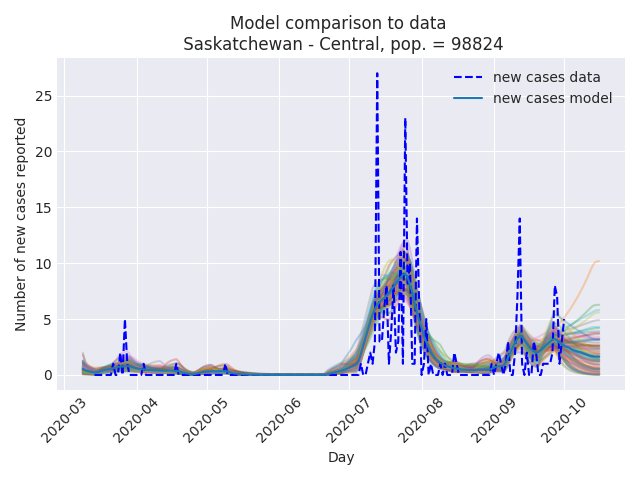 Model comparison to data
Saskatchewan - Central, pop. = 98824
new cases data
new cases model
Number of new cases reported
25
20
15
10
5
0
2020-03
2020-04
2020-05
2020-06
2020-07
2020-08
2020-09
2020-10
Day